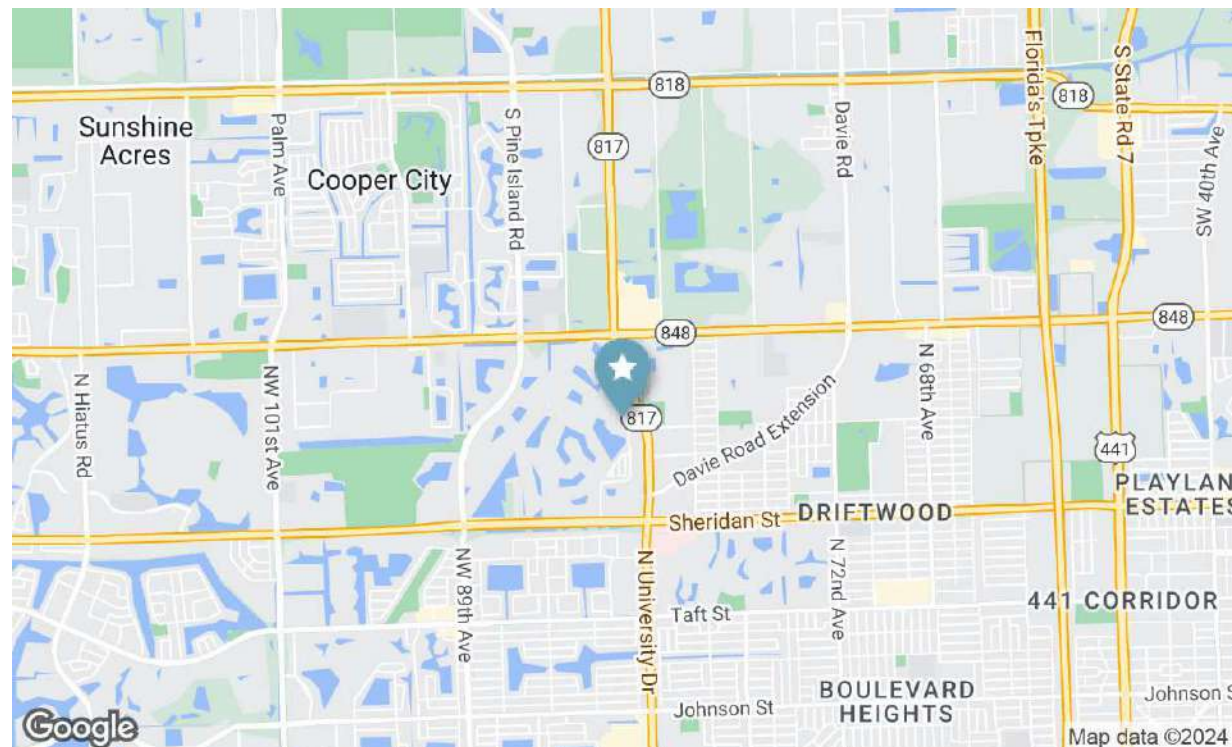 818
818
817
Sunshine
Acres
Palm Ave
S Pine Island Rd
Davie Rd
Florida's Tpke
S State Rd 7
SW 40th Ave
Cooper City
848
848
N Hiatus Rd
NW 101st Ave
817
Davie Road Extension
N 68th Ave
441
PLAYLAN
ESTATES
Sheridan St
DRIFTWOOD
NW 89th Ave
N University Dr
N 72nd Ave
Taft St
441 CORRIDOR
BOULEVARD
HEIGHTS
Johnson St
Johnson S
Google
Map data ©2024